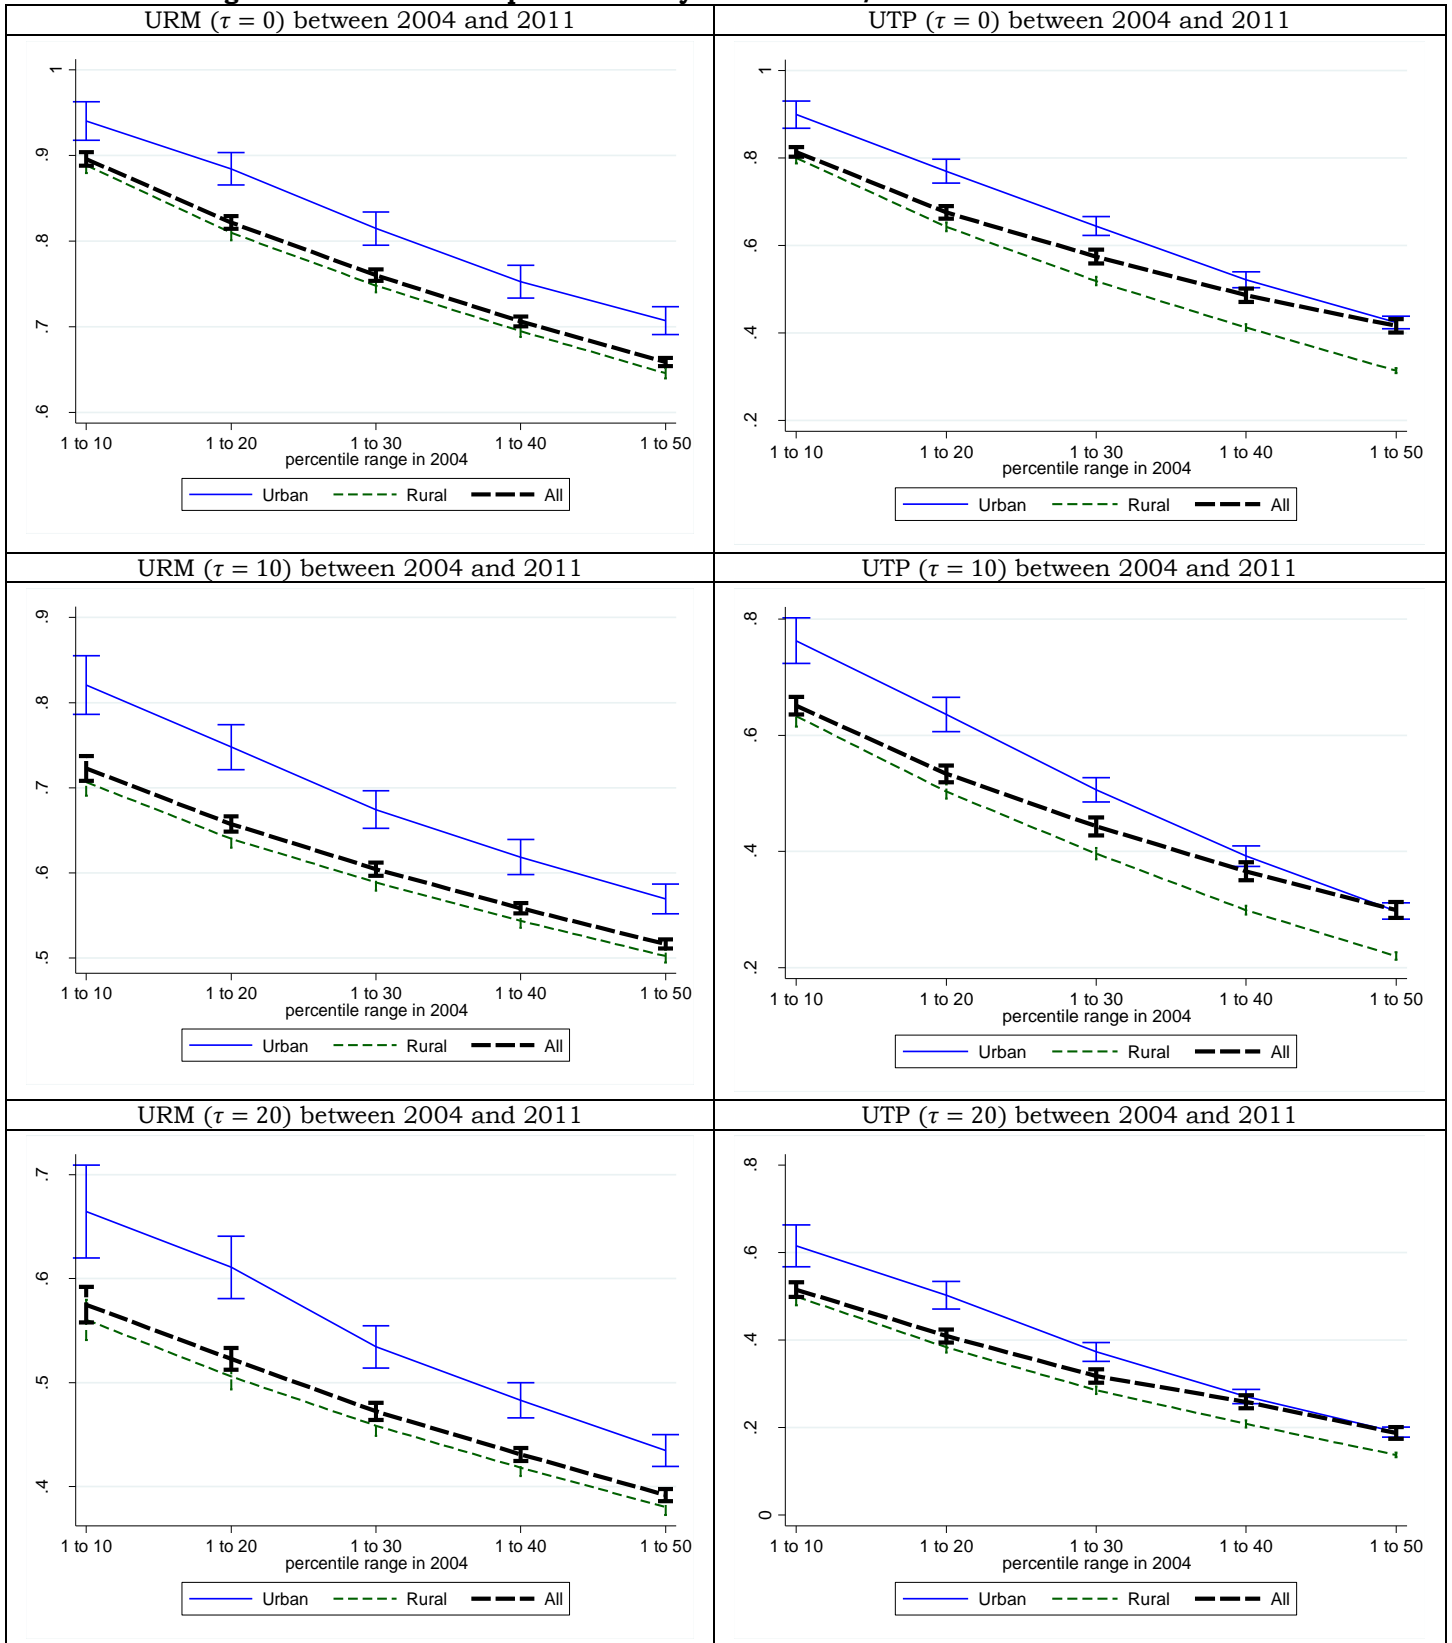 URM (τ = 0) between 2004 and 2011
UTP (τ = 0) between 2004 and 2011
1
.9
.8
.7
.6
1 to 10 1 to 20 1 to 30 1 to 40 1 to 50
percentile range in 2004
Urban Rural All
1
.8
.6
.4
.2
1 to 10 1 to 20 1 to 30 1 to 40 1 to 50
percentile range in 2004
Urban Rural All
URM (τ = 10) between 2004 and 2011
UTP (τ = 10) between 2004 and 2011
.9
.8
.7
.6
.5
1 to 10 1 to 20 1 to 30 1 to 40 1 to 50
percentile range in 2004
Urban Rural All
.8
.6
.4
.2
1 to 10 1 to 20 1 to 30 1 to 40 1 to 50
percentile range in 2004
Urban Rural All
URM (τ = 20) between 2004 and 2011
UTP (τ = 20) between 2004 and 2011
.7
.6
.5
.4
1 to 10 1 to 20 1 to 30 1 to 40 1 to 50
percentile range in 2004
Urban Rural All
.8
.6
.4
.2
0
1 to 10 1 to 20 1 to 30 1 to 40 1 to 50
percentile range in 2004
Urban Rural All